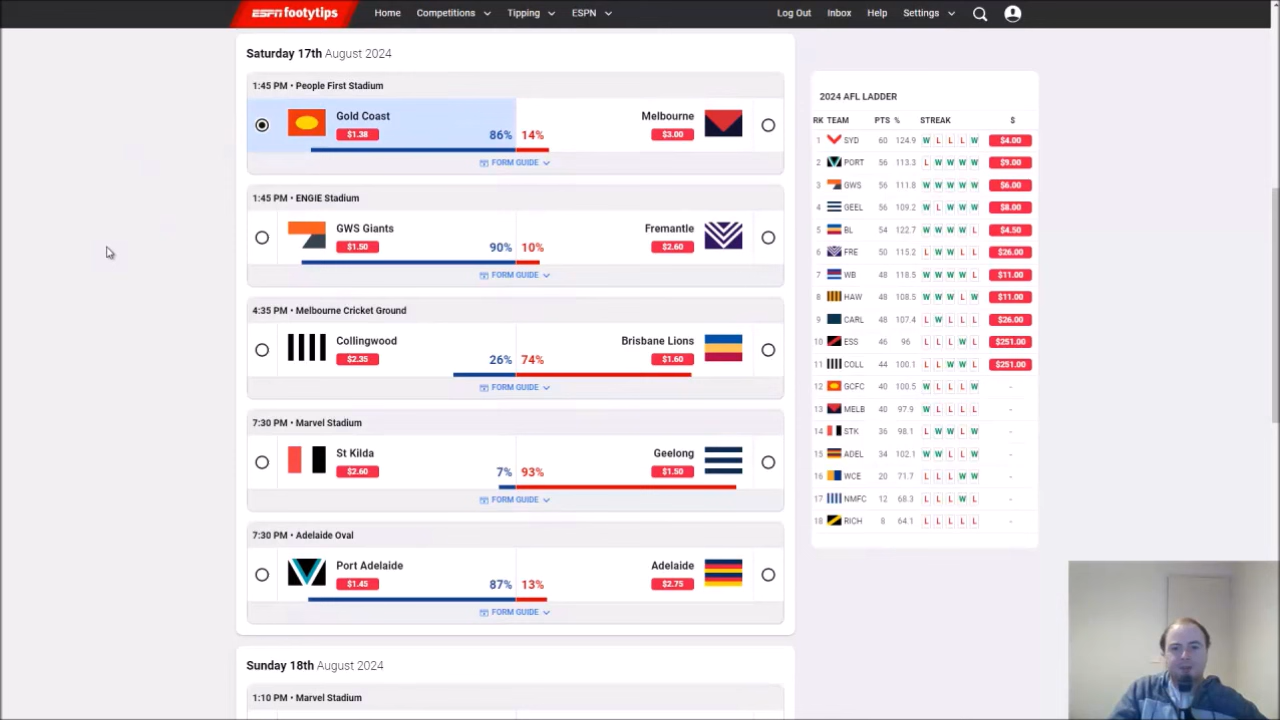 ESPN footytips Home Competitions Tipping ESPN Log Out Inbox Help Settings
Saturday 17th August 2024
1:45 PM • People First Stadium
Gold Coast Melbourne
$1.38 86% 14% $3.00
FORM GUIDE
1:45 PM • ENGIE Stadium
GWS Giants Fremantle
$1.50 90% 10% $2.60
FORM GUIDE
4:35 PM • Melbourne Cricket Ground
Collingwood Brisbane Lions
$2.35 26% 74% $1.60
FORM GUIDE
7:30 PM • Marvel Stadium
St Kilda Geelong
$2.60 7% 93% $1.50
FORM GUIDE
7:30 PM • Adelaide Oval
Port Adelaide Adelaide
$1.45 87% 13% $2.75
FORM GUIDE
Sunday 18th August 2024
1:10 PM • Marvel Stadium
2024 AFL LADDER
RK TEAM PTS % STREAK $
1 SYD 60 124.9 W L L L W $4.00
2 PORT 56 113.3 L W W W W $9.00
3 GWS 56 111.8 W W W W W $6.00
4 GEEL 56 109.2 W L W W W $8.00
5 BL 54 122.7 W W W W L $4.50
6 FRE 50 115.2 L W W L L $26.00
7 WB 48 118.5 W W W W L $11.00
8 HAW 48 108.5 W W W L W $11.00
9 CARL 48 107.4 L W L L L $26.00
10 ESS 46 96 L L L W L $251.00
11 COLL 44 100.1 L L W W L $251.00
12 GCFC 40 100.5 W L L L W -
13 MELB 40 97.9 W L L L L -
14 STK 36 98.1 L W W L W -
15 ADEL 34 102.1 W W L L W -
16 WCE 20 71.7 L L L W W -
17 NMFC 12 68.3 L L L W L -
18 RICH 8 64.1 L L L L L -